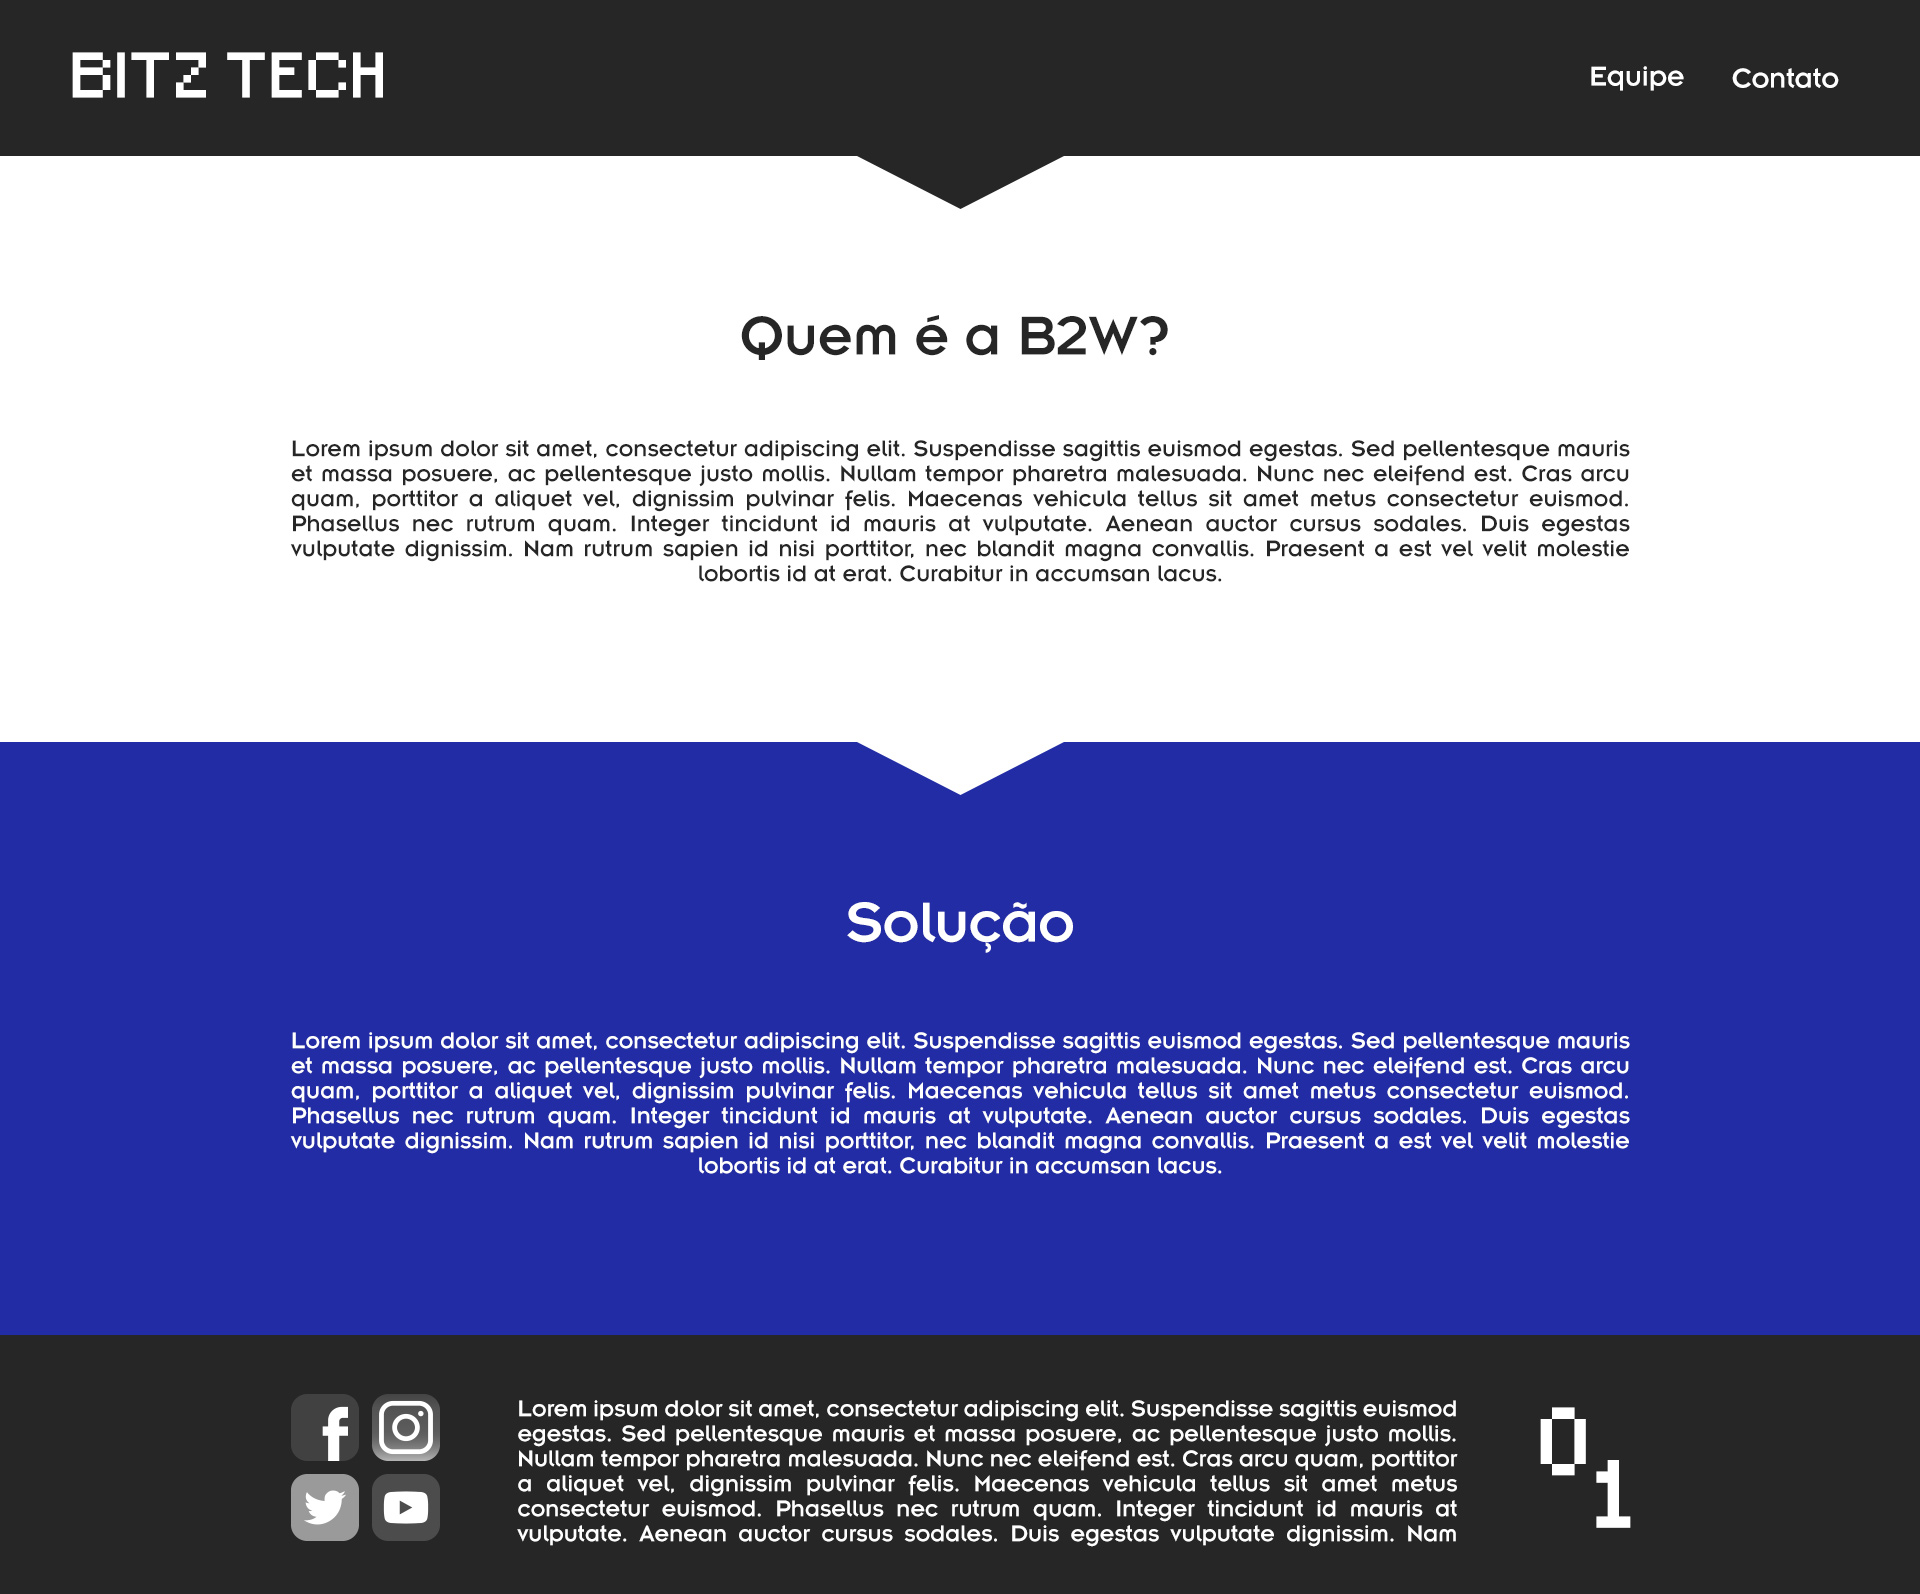 BITZ TECH
Equipe Contato
Quem é a B2W?
Lorem ipsum dolor sit amet, consectetur adipiscing elit. Suspendisse sagittis euismod egestas. Sed pellentesque mauris
et massa posuere, ac pellentesque justo mollis. Nullam tempor pharetra malesuada. Nunc nec eleifend est. Cras arcu
quam, porttitor a aliquet vel, dignissim pulvinar felis. Maecenas vehicula tellus sit amet metus consectetur euismod.
Phasellus nec rutrum quam. Integer tincidunt id mauris at vulputate. Aenean auctor cursus sodales. Duis egestas
vulputate dignissim. Nam rutrum sapien id nisi porttitor, nec blandit magna convallis. Praesent a est vel velit molestie
lobortis id at erat. Curabitur in accumsan lacus.
Solução
Lorem ipsum dolor sit amet, consectetur adipiscing elit. Suspendisse sagittis euismod egestas. Sed pellentesque mauris
et massa posuere, ac pellentesque justo mollis. Nullam tempor pharetra malesuada. Nunc nec eleifend est. Cras arcu
quam, porttitor a aliquet vel, dignissim pulvinar felis. Maecenas vehicula tellus sit amet metus consectetur euismod.
Phasellus nec rutrum quam. Integer tincidunt id mauris at vulputate. Aenean auctor cursus sodales. Duis egestas
vulputate dignissim. Nam rutrum sapien id nisi porttitor, nec blandit magna convallis. Praesent a est vel velit molestie
lobortis id at erat. Curabitur in accumsan lacus.
Lorem ipsum dolor sit amet, consectetur adipiscing elit. Suspendisse sagittis euismod
egestas. Sed pellentesque mauris et massa posuere, ac pellentesque justo mollis.
Nullam tempor pharetra malesuada. Nunc nec eleifend est. Cras arcu quam, porttitor
a aliquet vel, dignissim pulvinar felis. Maecenas vehicula tellus sit amet metus
consectetur euismod. Phasellus nec rutrum quam. Integer tincidunt id mauris at
vulputate. Aenean auctor cursus sodales. Duis egestas vulputate dignissim. Nam
0
1